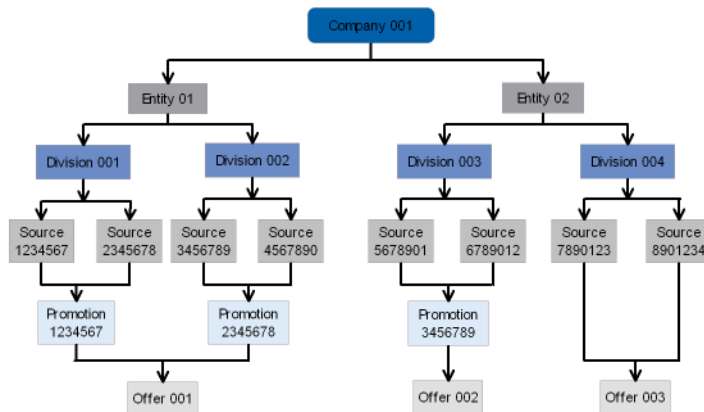 Company 001
Entity 01
Entity 02
Division 001
Division 002
Division 003
Division 004
Source
1234567
Source
2345678
Source
3456789
Source
4567890
Source
5678901
Source
6789012
Source
7890123
Source
8901234
Promotion
1234567
Promotion
2345678
Promotion
3456789
Offer 001
Offer 002
Offer 003